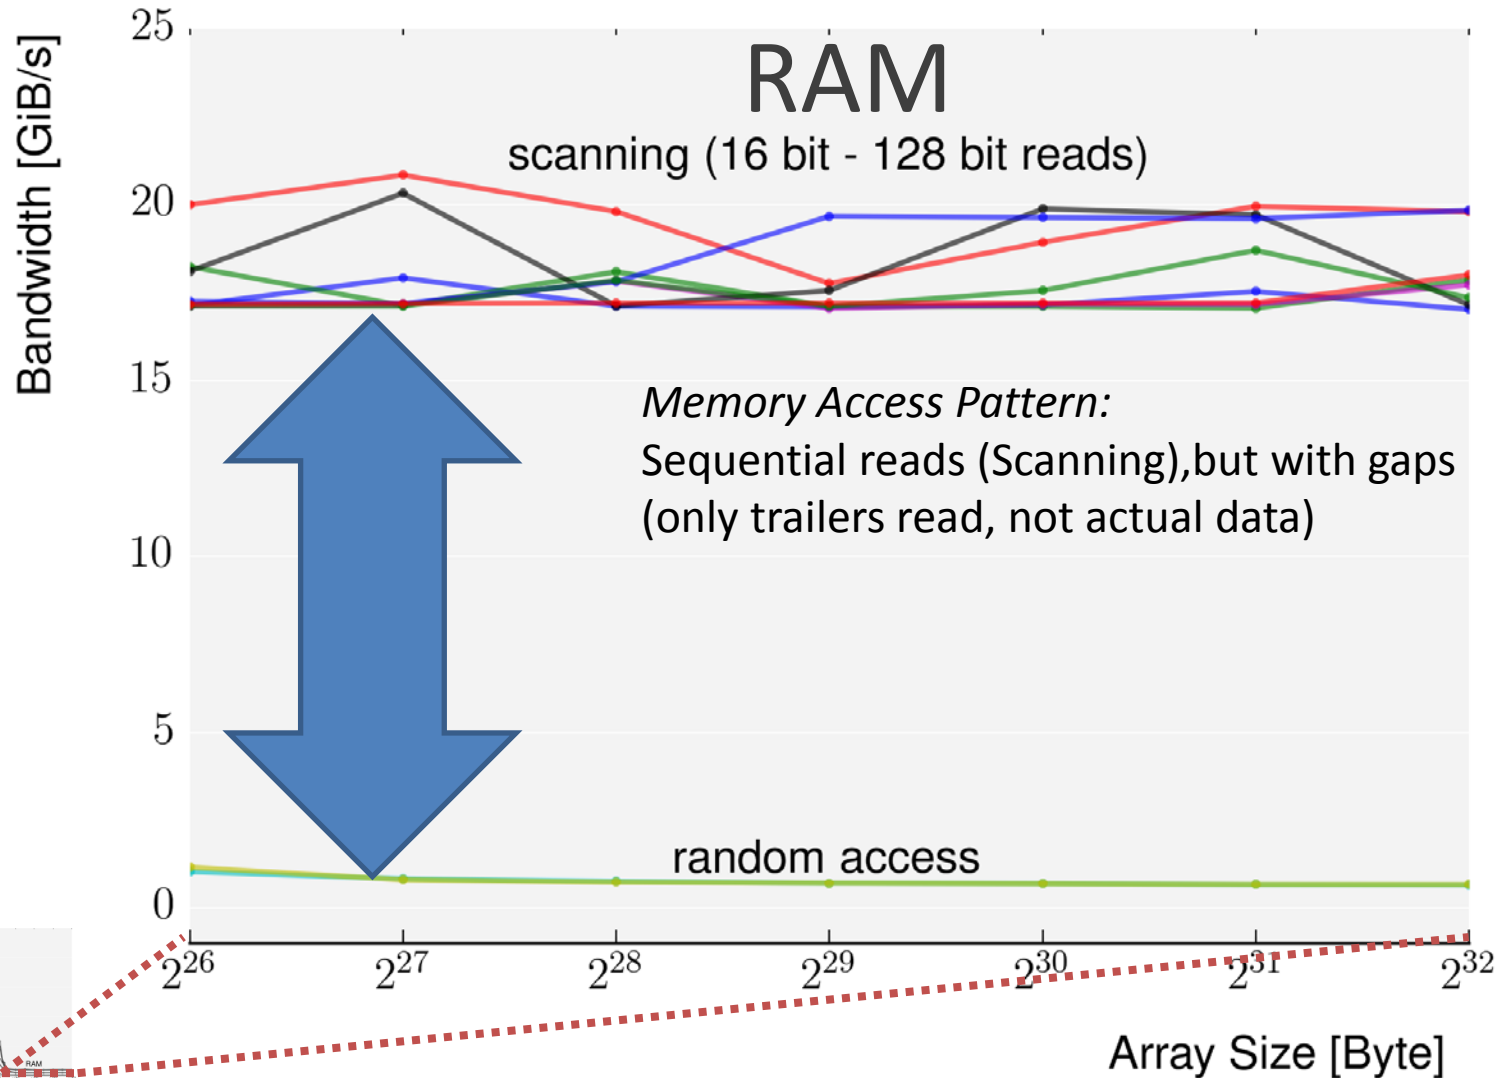 RAM
scanning (16 bit - 128 bit reads)
Bandwidth [GiB/s]
25
20
15
10
5
0
Memory Access Pattern:
Sequential reads (Scanning),but with gaps
(only trailers read, not actual data)
random access
2^26 2^27 2^28 2^29 2^30 2^31 2^32
Array Size [Byte]
RAM